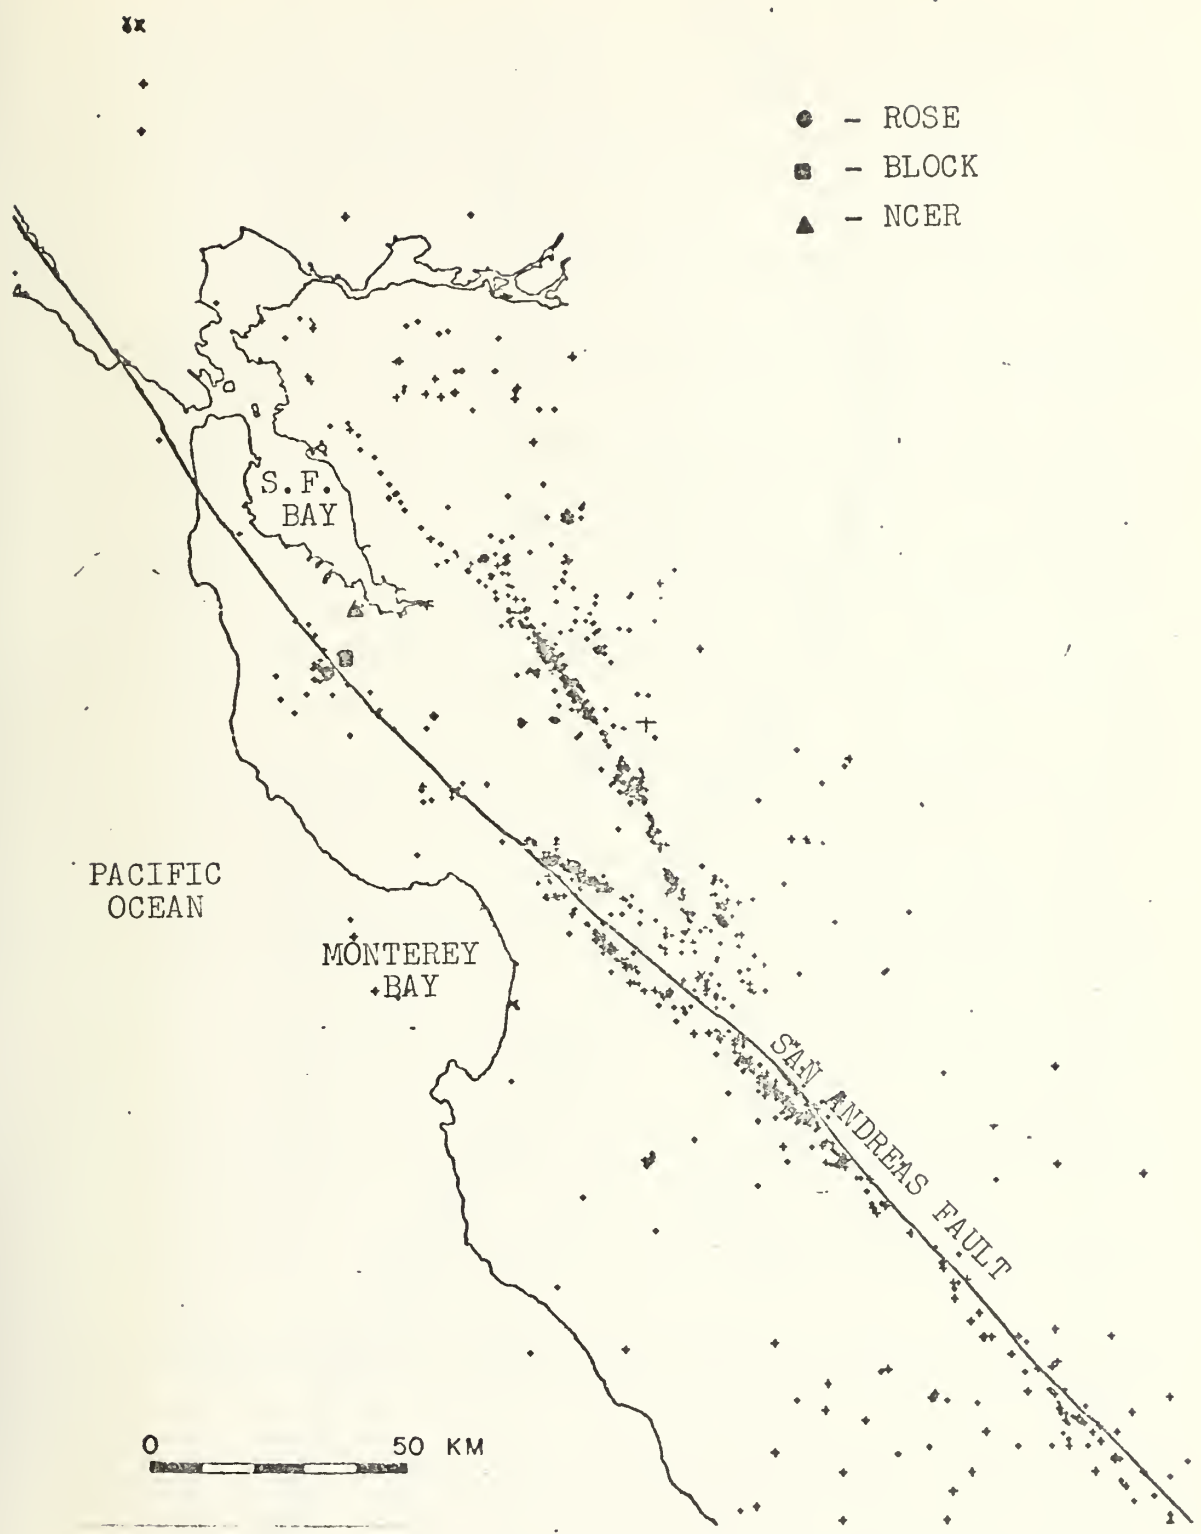 ● - ROSE
■ - BLOCK
▲ - NCER
S.F.
BAY
PACIFIC
OCEAN
MONTEREY
BAY
SAN ANDREAS FAULT
0 50 KM